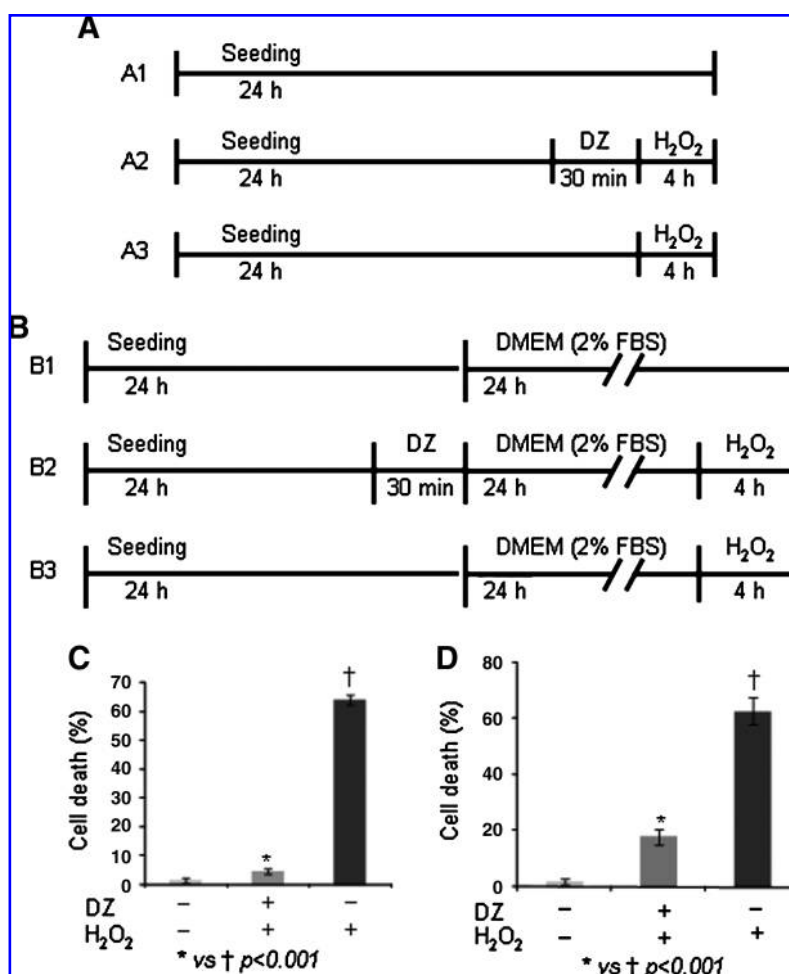 A
A1 Seeding
24 h
A2 Seeding DZ H₂O₂
24 h 30 min 4 h
A3 Seeding H₂O₂
24 h 4 h
B
B1 Seeding DMEM (2% FBS)
24 h 24 h
B2 Seeding DZ DMEM (2% FBS) H₂O₂
24 h 30 min 24 h 4 h
B3 Seeding DMEM (2% FBS) H₂O₂
24 h 24 h 4 h
C
Cell death (%)
70
60
50
40
30
20
10
0
*
†
DZ − + −
H₂O₂ − + +
* vs † p<0.001
D
Cell death (%)
80
60
40
20
0
*
†
DZ − + −
H₂O₂ − + +
* vs † p<0.001